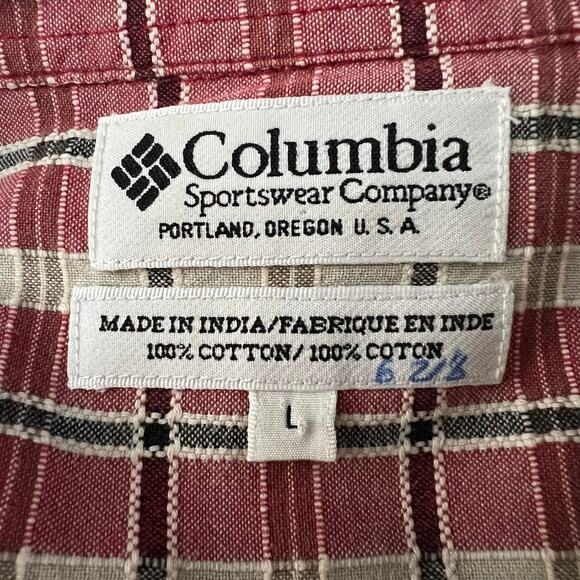 Columbia
Sportswear Company®
PORTLAND, OREGON U.S.A.
MADE IN INDIA/FABRIQUE EN INDE
100% COTTON/100% COTON
6 2/8
L